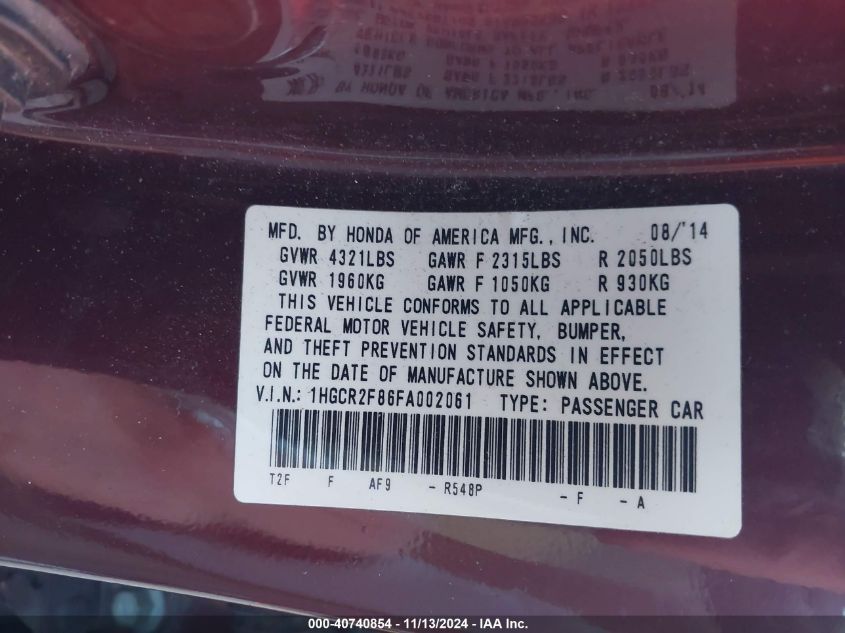 MFD. BY HONDA OF AMERICA MFG., INC. 08/'14
GVWR 4321LBS GAWR F 2315LBS R 2050LBS
GVWR 1960KG GAWR F 1050KG R 930KG
THIS VEHICLE CONFORMS TO ALL APPLICABLE
FEDERAL MOTOR VEHICLE SAFETY, BUMPER,
AND THEFT PREVENTION STANDARDS IN EFFECT
ON THE DATE OF MANUFACTURE SHOWN ABOVE.
V.I.N.: 1HGCR2F86FA002061 TYPE: PASSENGER CAR
T2F F AF9 - R548P - F - A
000-40740854 - 11/13/2024 - IAA Inc.